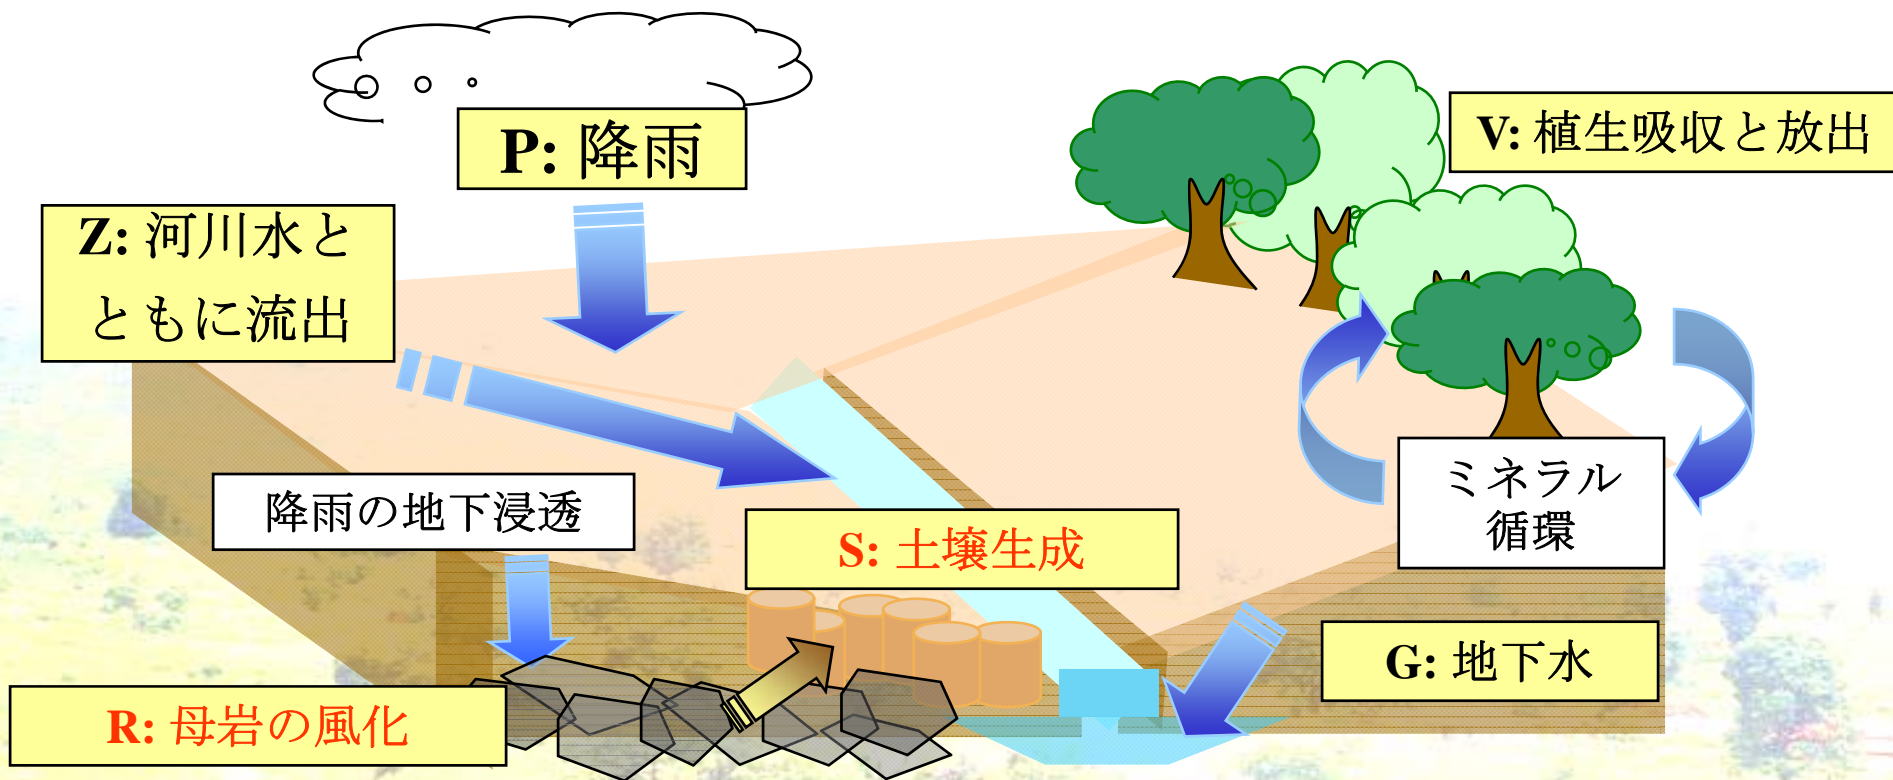 P: 降雨
V: 植生吸収と放出
Z: 河川水と
ともに流出
降雨の地下浸透
ミネラル
循環
S: 土壌生成
G: 地下水
R: 母岩の風化